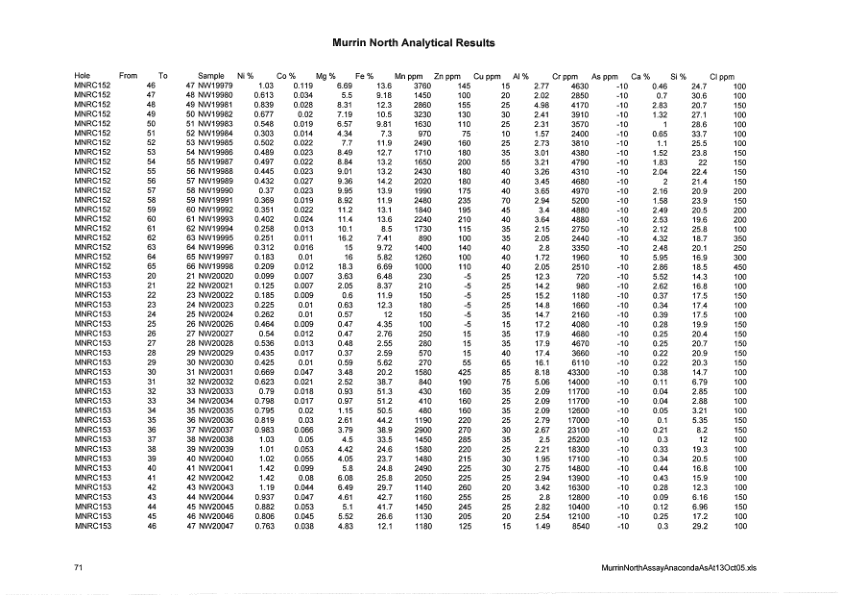 Murrin North Analytical Results
Hole From To Sample Ni % Co % Mg % Fe % Mn ppm Zn ppm Cu ppm Al % Cr ppm As ppm Ca % Si % Cl ppm
MNRC152 46 47 NW19979 1.03 0.119 6.69 13.6 3760 145 15 2.77 4630 -10 0.46 24.7 100
MNRC152 47 48 NW19980 0.613 0.034 5.5 9.18 1450 100 20 2.02 2850 -10 0.7 30.6 100
MNRC152 48 49 NW19981 0.839 0.028 8.31 12.3 2860 155 25 4.98 4170 -10 2.83 20.7 150
MNRC152 49 50 NW19982 0.677 0.02 7.19 10.5 3230 130 30 2.41 3910 -10 1.32 27.1 100
MNRC152 50 51 NW19983 0.548 0.019 6.57 9.81 1630 110 25 2.31 3570 -10 1 28.6 100
MNRC152 51 52 NW19984 0.303 0.014 4.34 7.3 970 75 10 1.57 2400 -10 0.65 33.7 100
MNRC152 52 53 NW19985 0.502 0.022 7.7 11.9 2490 160 25 2.73 3810 -10 1.1 25.5 100
MNRC152 53 54 NW19986 0.489 0.023 8.49 12.7 1710 180 35 3.01 4380 -10 1.52 23.8 150
MNRC152 54 55 NW19987 0.497 0.022 8.84 13.2 1650 200 55 3.21 4790 -10 1.83 22 150
MNRC152 55 56 NW19988 0.445 0.023 9.01 13.2 2430 180 40 3.26 4310 -10 2.04 22.4 150
MNRC152 56 57 NW19989 0.432 0.027 9.36 14.2 2020 180 40 3.45 4680 -10 2 21.4 150
MNRC152 57 58 NW19990 0.37 0.023 9.95 13.9 1990 175 40 3.65 4970 -10 2.16 20.9 200
MNRC152 58 59 NW19991 0.369 0.019 8.92 11.9 2480 235 70 2.94 5200 -10 1.58 23.9 150
MNRC152 59 60 NW19992 0.351 0.022 11.2 13.1 1840 195 45 3.4 4880 -10 2.49 20.5 200
MNRC152 60 61 NW19993 0.402 0.024 11.4 13.6 2240 210 40 3.64 4880 -10 2.53 19.6 200
MNRC152 61 62 NW19994 0.258 0.013 10.1 8.5 1730 115 35 2.15 2750 -10 2.12 25.8 100
MNRC152 62 63 NW19995 0.251 0.011 16.2 7.41 890 100 35 2.05 2440 -10 4.32 18.7 350
MNRC152 63 64 NW19996 0.312 0.016 15 9.72 1400 140 40 2.8 3350 -10 2.48 20.1 250
MNRC152 64 65 NW19997 0.183 0.01 16 5.82 1260 100 40 1.72 1960 10 5.95 16.9 300
MNRC152 65 66 NW19998 0.209 0.012 18.3 6.69 1000 110 40 2.05 2510 -10 2.86 18.5 450
MNRC153 20 21 NW20020 0.099 0.007 3.63 6.48 230 -5 25 12.3 720 -10 5.52 14.3 100
MNRC153 21 22 NW20021 0.125 0.007 2.05 8.37 210 -5 25 14.2 980 -10 2.62 16.8 100
MNRC153 22 23 NW20022 0.185 0.009 0.6 11.9 150 -5 25 15.2 1180 -10 0.37 17.5 150
MNRC153 23 24 NW20023 0.225 0.01 0.63 12.3 180 -5 25 14.8 1660 -10 0.34 17.4 100
MNRC153 24 25 NW20024 0.262 0.01 0.57 12 150 -5 35 14.7 2160 -10 0.39 17.5 100
MNRC153 25 26 NW20026 0.464 0.009 0.47 4.35 100 -5 15 17.2 4080 -10 0.28 19.9 150
MNRC153 26 27 NW20027 0.54 0.012 0.47 2.76 250 15 35 17.9 4680 -10 0.25 20.4 150
MNRC153 27 28 NW20028 0.536 0.013 0.48 2.55 280 15 35 17.9 4670 -10 0.25 20.7 150
MNRC153 28 29 NW20029 0.435 0.017 0.37 2.59 570 15 40 17.4 3660 -10 0.22 20.9 150
MNRC153 29 30 NW20030 0.425 0.01 0.59 5.62 270 55 65 16.1 6110 -10 0.22 20.3 150
MNRC153 30 31 NW20031 0.669 0.047 3.48 20.2 1580 425 85 8.18 43300 -10 0.38 14.7 100
MNRC153 31 32 NW20032 0.623 0.021 2.52 38.7 840 190 75 5.06 14000 -10 0.11 6.79 100
MNRC153 32 33 NW20033 0.79 0.018 0.93 51.3 430 160 35 2.09 11700 -10 0.04 2.85 100
MNRC153 33 34 NW20034 0.798 0.017 0.97 51.2 410 160 25 2.09 11700 -10 0.04 2.88 100
MNRC153 34 35 NW20035 0.795 0.02 1.15 50.5 480 160 35 2.09 12600 -10 0.05 3.21 100
MNRC153 35 36 NW20036 0.819 0.03 2.61 44.2 1190 220 25 2.79 17000 -10 0.1 5.35 150
MNRC153 36 37 NW20037 0.983 0.066 3.79 38.9 2900 270 30 2.67 23100 -10 0.21 8.2 150
MNRC153 37 38 NW20038 1.03 0.05 4.5 33.5 1450 285 35 2.5 25200 -10 0.3 12 100
MNRC153 38 39 NW20039 1.01 0.053 4.42 24.6 1580 220 25 2.21 18300 -10 0.33 19.3 100
MNRC153 39 40 NW20040 1.02 0.055 4.05 23.7 1480 215 30 1.95 17100 -10 0.34 20.5 100
MNRC153 40 41 NW20041 1.42 0.099 5.8 24.8 2490 225 30 2.75 14800 -10 0.44 16.8 100
MNRC153 41 42 NW20042 1.42 0.08 6.08 25.8 2050 225 25 2.94 13900 -10 0.43 15.9 100
MNRC153 42 43 NW20043 1.19 0.044 6.49 29.7 1140 260 20 3.42 16300 -10 0.28 12.3 100
MNRC153 43 44 NW20044 0.937 0.047 4.61 42.7 1160 255 25 2.8 12800 -10 0.09 6.16 150
MNRC153 44 45 NW20045 0.882 0.053 5.1 41.7 1450 245 25 2.82 10400 -10 0.12 6.96 150
MNRC153 45 46 NW20046 0.806 0.045 5.52 26.6 1130 205 20 2.54 12100 -10 0.25 17.2 100
MNRC153 46 47 NW20047 0.763 0.038 4.83 12.1 1180 125 15 1.49 8540 -10 0.3 29.2 100
71 MurrinNorthAssayAnacondaAsAt13Oct05.xls